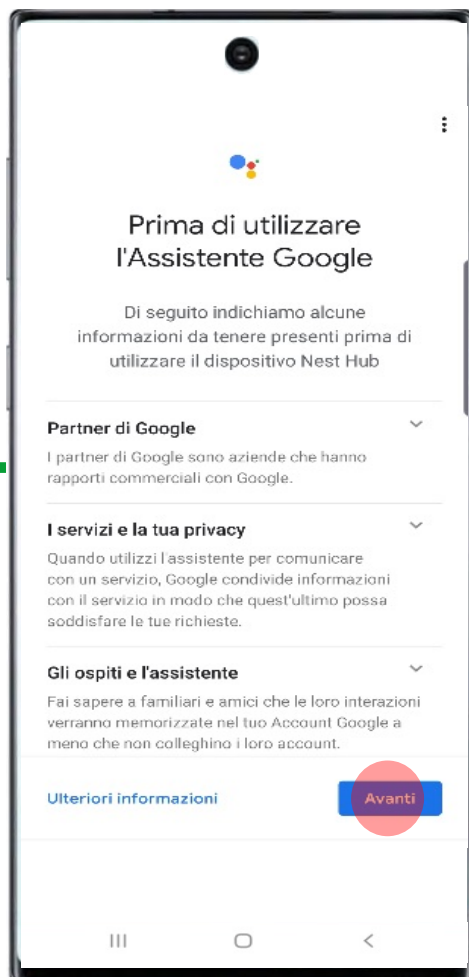 Prima di utilizzare
l'Assistente Google
Di seguito indichiamo alcune
informazioni da tenere presenti prima di
utilizzare il dispositivo Nest Hub
Partner di Google
I partner di Google sono aziende che hanno
rapporti commerciali con Google.
I servizi e la tua privacy
Quando utilizzi l'assistente per comunicare
con un servizio, Google condivide informazioni
con il servizio in modo che quest'ultimo possa
soddisfare le tue richieste.
Gli ospiti e l'assistente
Fai sapere a familiari e amici che le loro interazioni
verranno memorizzate nel tuo Account Google a
meno che non colleghino i loro account.
Ulteriori informazioni
Avanti